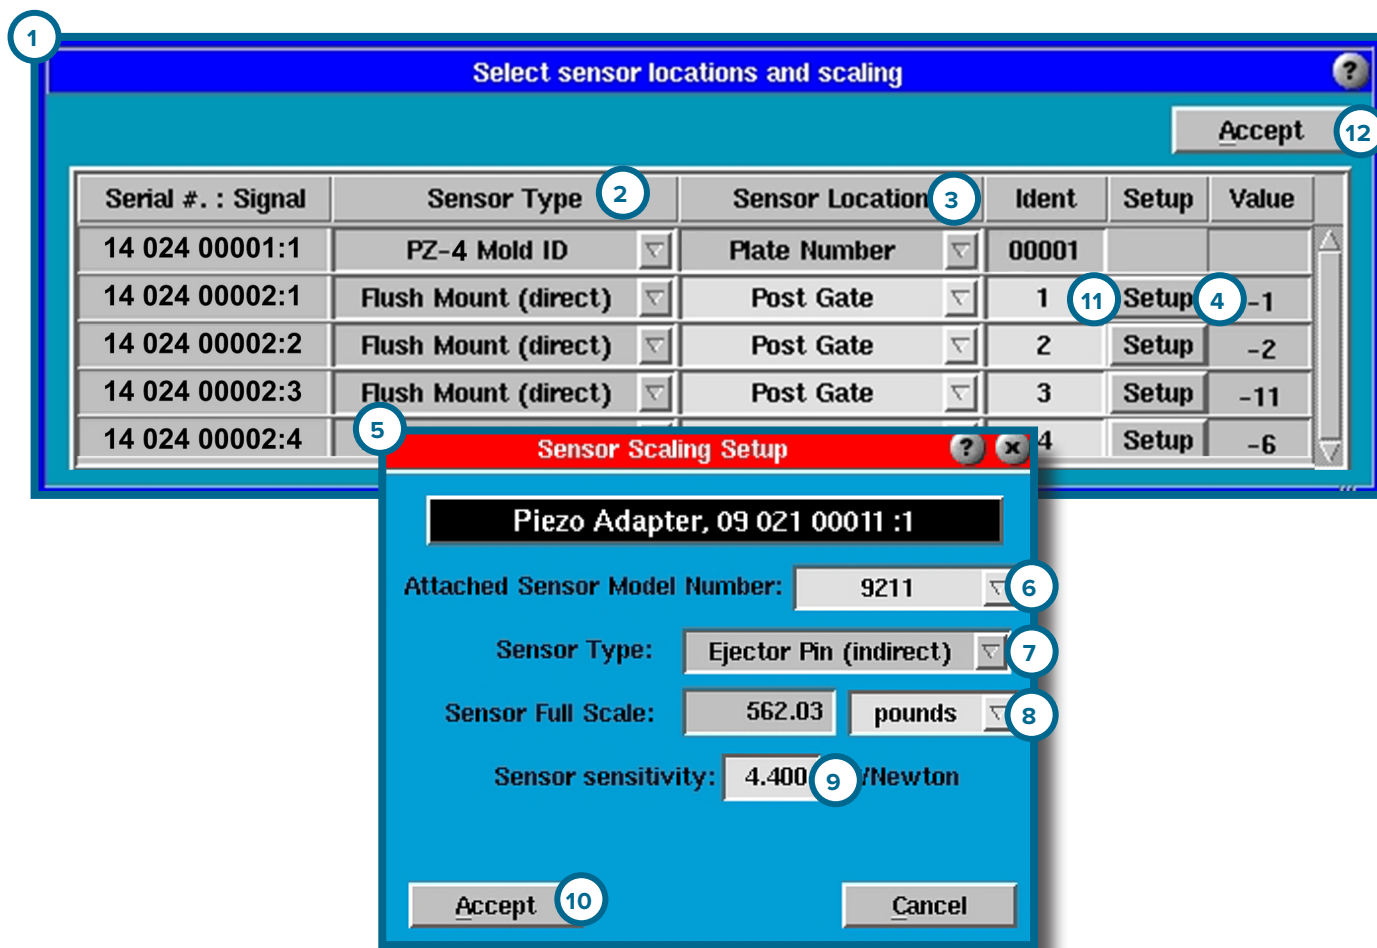 1
Select sensor locations and scaling ?
Accept 12
Serial #. : Signal Sensor Type 2 Sensor Location 3 Ident Setup Value
14 024 00001:1 PZ-4 Mold ID Plate Number 00001
14 024 00002:1 Flush Mount (direct) Post Gate 1 11 Setup 4 -1
14 024 00002:2 Flush Mount (direct) Post Gate 2 Setup -2
14 024 00002:3 Flush Mount (direct) Post Gate 3 Setup -11
14 024 00002:4 4 Setup -6
5 Sensor Scaling Setup ? x
Piezo Adapter, 09 021 00011 :1
Attached Sensor Model Number: 9211 6
Sensor Type: Ejector Pin (indirect) 7
Sensor Full Scale: 562.03 pounds 8
Sensor sensitivity: 4.400 9 /Newton
Accept 10 Cancel